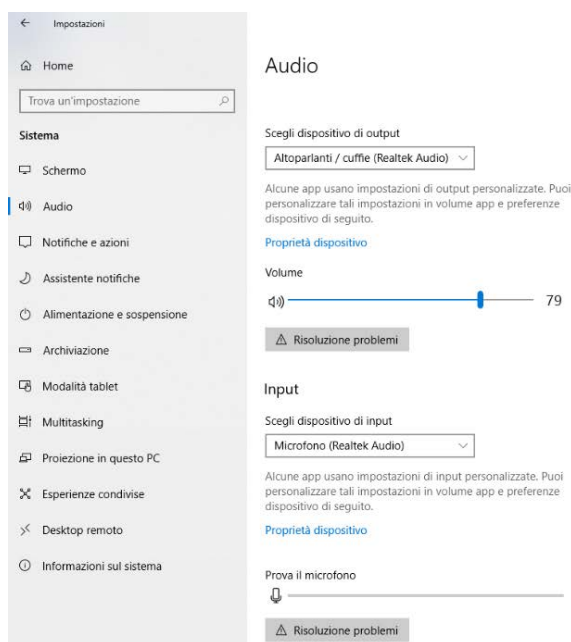 Impostazioni
Home
Trova un'impostazione
Sistema
Schermo
Audio
Notifiche e azioni
Assistente notifiche
Alimentazione e sospensione
Archiviazione
Modalità tablet
Multitasking
Proiezione in questo PC
Esperienze condivise
Desktop remoto
Informazioni sul sistema
Audio
Scegli dispositivo di output
Altoparlanti / cuffie (Realtek Audio)
Alcune app usano impostazioni di output personalizzate. Puoi
personalizzare tali impostazioni in volume app e preferenze
dispositivo di seguito.
Proprietà dispositivo
Volume
79
Risoluzione problemi
Input
Scegli dispositivo di input
Microfono (Realtek Audio)
Alcune app usano impostazioni di input personalizzate. Puoi
personalizzare tali impostazioni in volume app e preferenze
dispositivo di seguito.
Proprietà dispositivo
Prova il microfono
Risoluzione problemi